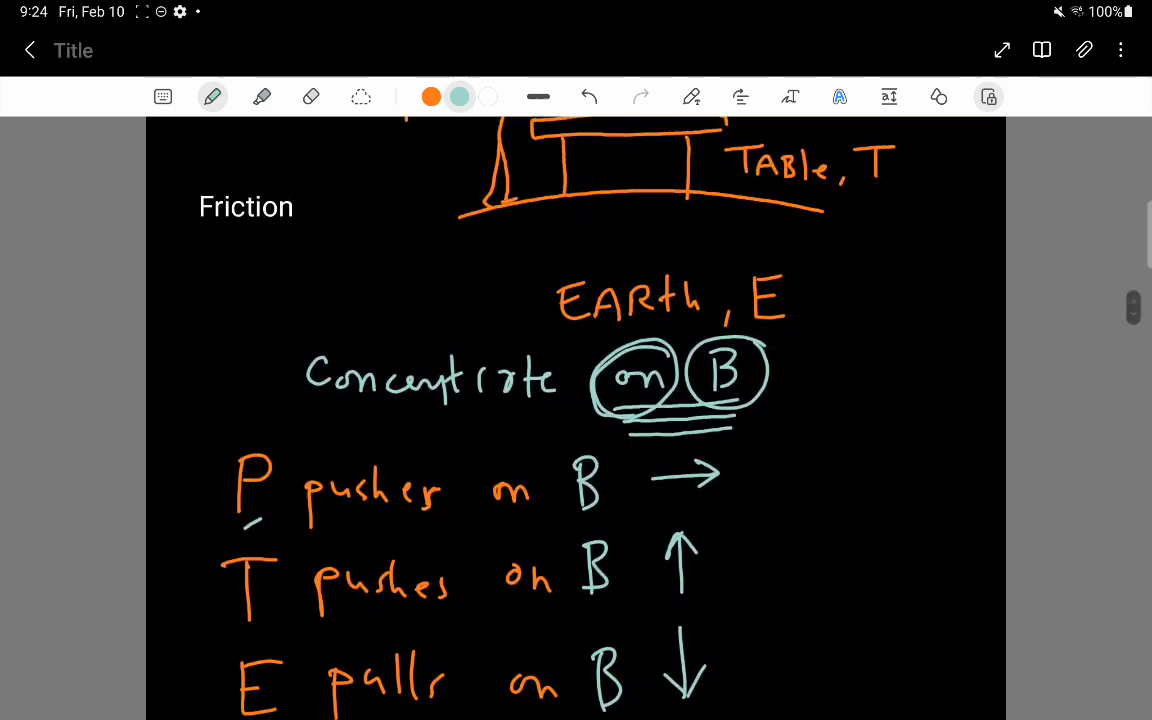 9:24 Fri, Feb 10 100%
Title
TABle, T
Friction
EARth, E
Concentrate on B
P pushes on B →
T pushes on B ↑
E pulls on B ↓